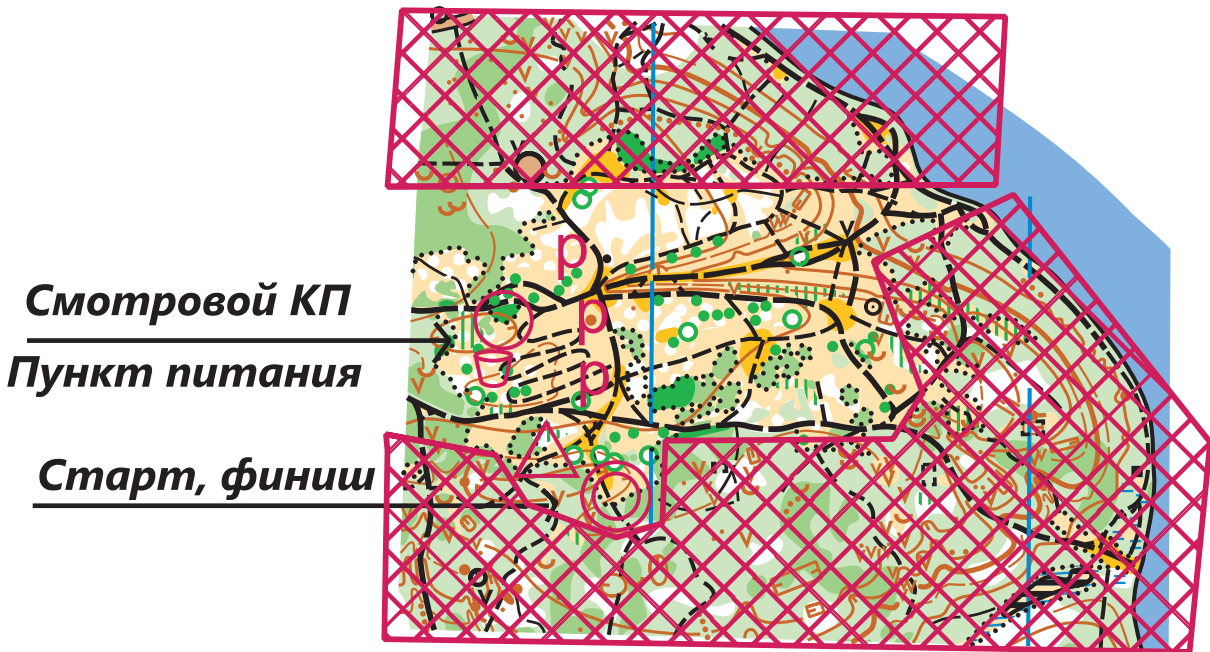 Смотровой КП
Пункт питания
Старт, финиш
p
p
p